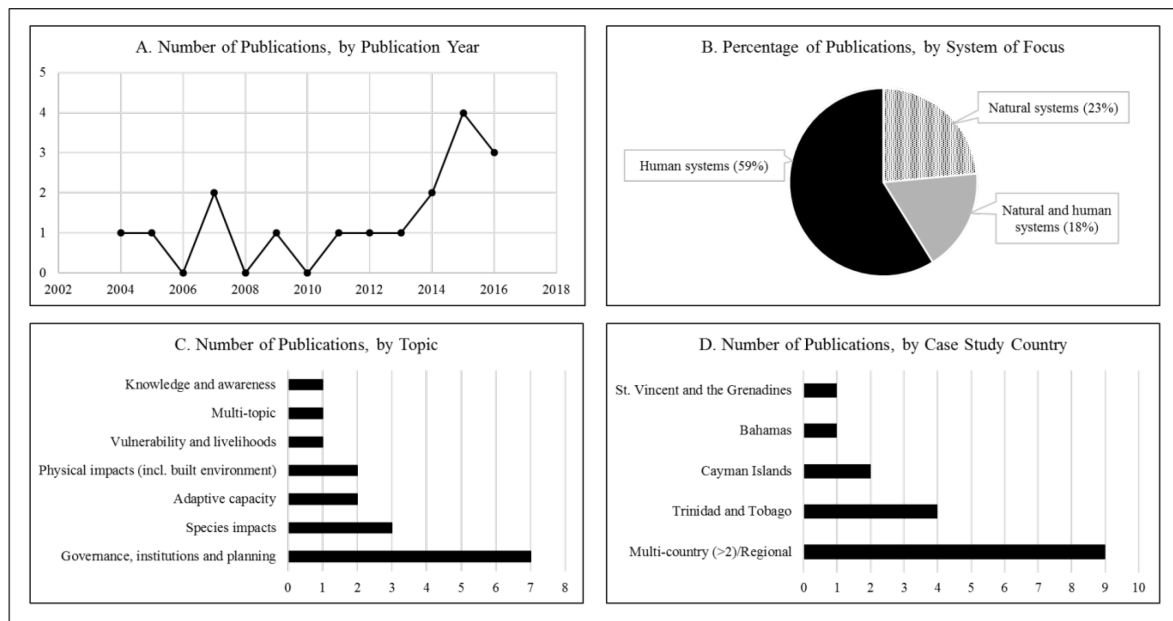 A. Number of Publications, by Publication Year
5
4
3
2
1
0
2002 2004 2006 2008 2010 2012 2014 2016 2018
B. Percentage of Publications, by System of Focus
Natural systems (23%)
Human systems (59%)
Natural and human
systems (18%)
C. Number of Publications, by Topic
Knowledge and awareness
Multi-topic
Vulnerability and livelihoods
Physical impacts (incl. built environment)
Adaptive capacity
Species impacts
Governance, institutions and planning
0 1 2 3 4 5 6 7 8
D. Number of Publications, by Case Study Country
St. Vincent and the Grenadines
Bahamas
Cayman Islands
Trinidad and Tobago
Multi-country (>2)/Regional
0 1 2 3 4 5 6 7 8 9 10